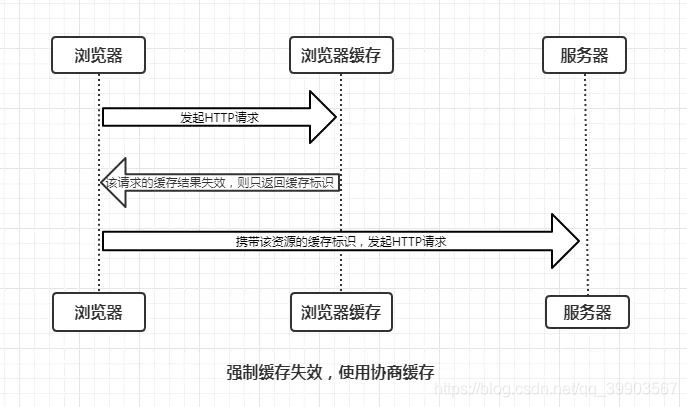 浏览器 浏览器缓存 服务器
发起HTTP请求
该请求的缓存结果失效，则只返回缓存标识
携带该资源的缓存标识，发起HTTP请求
浏览器 浏览器缓存 服务器
强制缓存失效，使用协商缓存
https://blog.csdn.net/qq_39903567